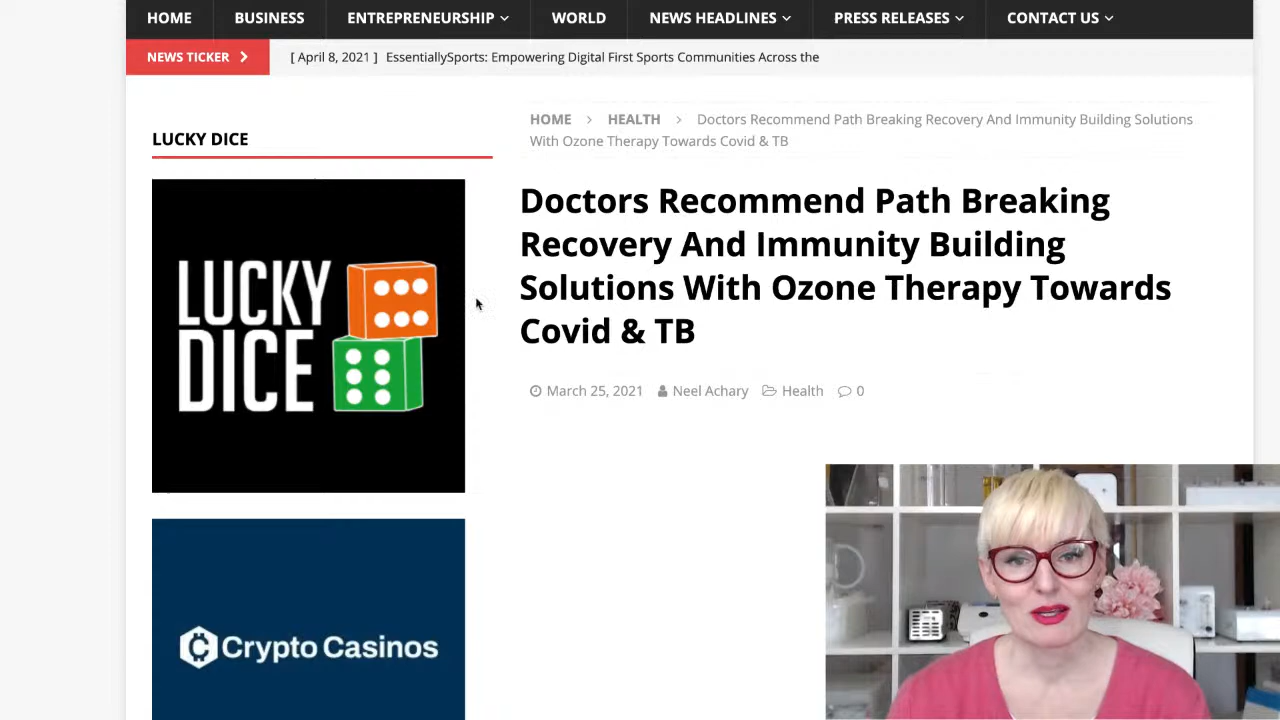 HOME BUSINESS ENTREPRENEURSHIP WORLD NEWS HEADLINES PRESS RELEASES CONTACT US
NEWS TICKER [ April 8, 2021 ] EssentiallySports: Empowering Digital First Sports Communities Across the
LUCKY DICE
LUCKY
DICE
Crypto Casinos
HOME > HEALTH > Doctors Recommend Path Breaking Recovery And Immunity Building Solutions
With Ozone Therapy Towards Covid & TB
Doctors Recommend Path Breaking
Recovery And Immunity Building
Solutions With Ozone Therapy Towards
Covid & TB
March 25, 2021 Neel Achary Health 0